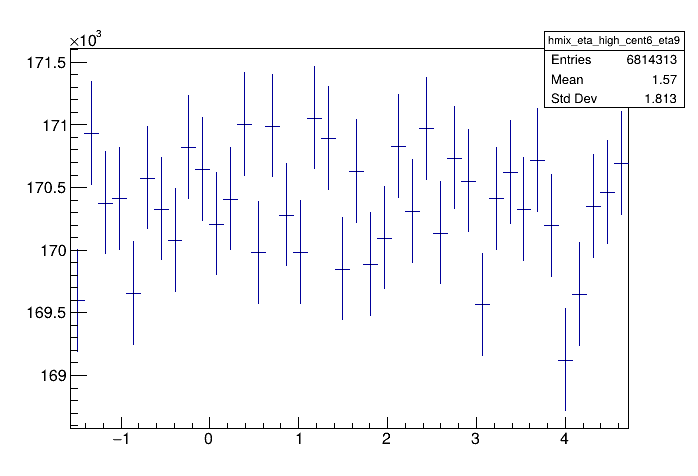 ×10³
hmix_eta_high_cent6_eta9
Entries 6814313
Mean 1.57
Std Dev 1.813
171.5
171
170.5
170
169.5
169
−1 0 1 2 3 4